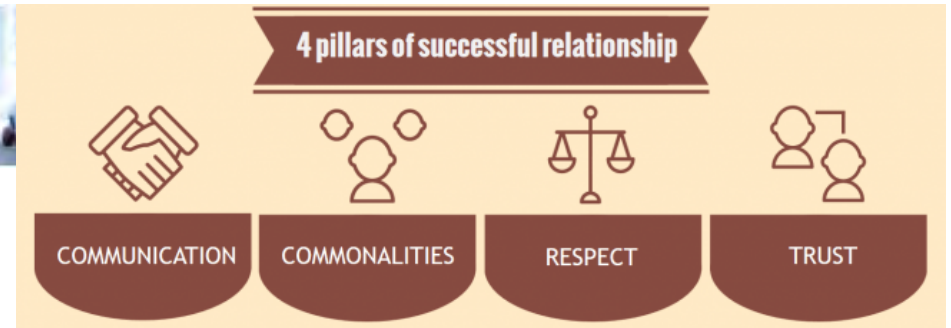 4 pillars of successful relationship
COMMUNICATION
COMMONALITIES
RESPECT
TRUST